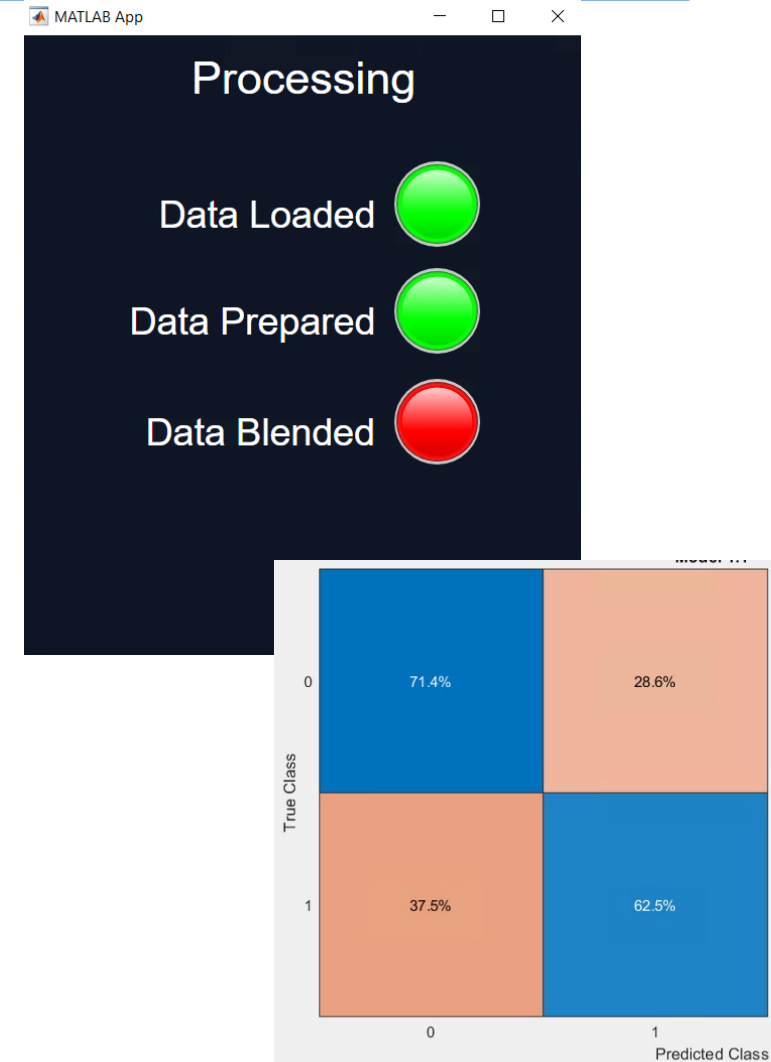 MATLAB App
Processing
Data Loaded
Data Prepared
Data Blended
0
71.4%
28.6%
True Class
1
37.5%
62.5%
0
1
Predicted Class